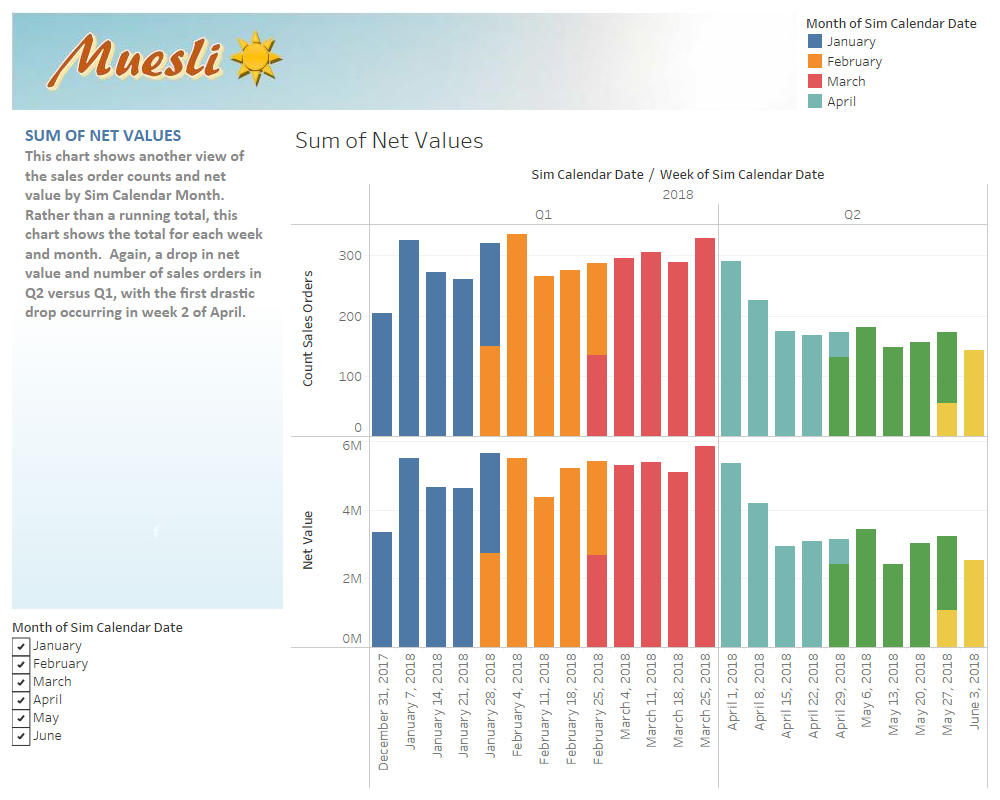 Muesli
Month of Sim Calendar Date
January
February
March
April
SUM OF NET VALUES
This chart shows another view of
the sales order counts and net
value by Sim Calendar Month.
Rather than a running total, this
chart shows the total for each week
and month.  Again, a drop in net
value and number of sales orders in
Q2 versus Q1, with the first drastic
drop occurring in week 2 of April.
f
Sum of Net Values
Sim Calendar Date / Week of Sim Calendar Date
2018
Q1 Q2
Count Sales Orders
300
200
100
0
Net Value
6M
4M
2M
0M
December 31, 2017
January 7, 2018
January 14, 2018
January 21, 2018
January 28, 2018
February 4, 2018
February 11, 2018
February 18, 2018
February 25, 2018
March 4, 2018
March 11, 2018
March 18, 2018
March 25, 2018
April 1, 2018
April 8, 2018
April 15, 2018
April 22, 2018
April 29, 2018
May 6, 2018
May 13, 2018
May 20, 2018
May 27, 2018
June 3, 2018
Month of Sim Calendar Date
January
February
March
April
May
June